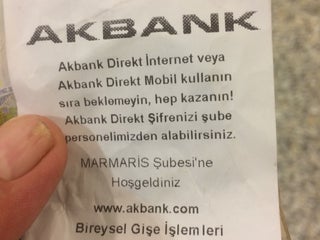 AKBANK
Akbank Direkt İnternet veya
Akbank Direkt Mobil kullanın
sıra beklemeyin, hep kazanın!
Akbank Direkt Şifrenizi şube
personelimizden alabilirsiniz.
MARMARİS Şubesi'ne
Hoşgeldiniz
www.akbank.com
Bireysel Gişe İşlemleri